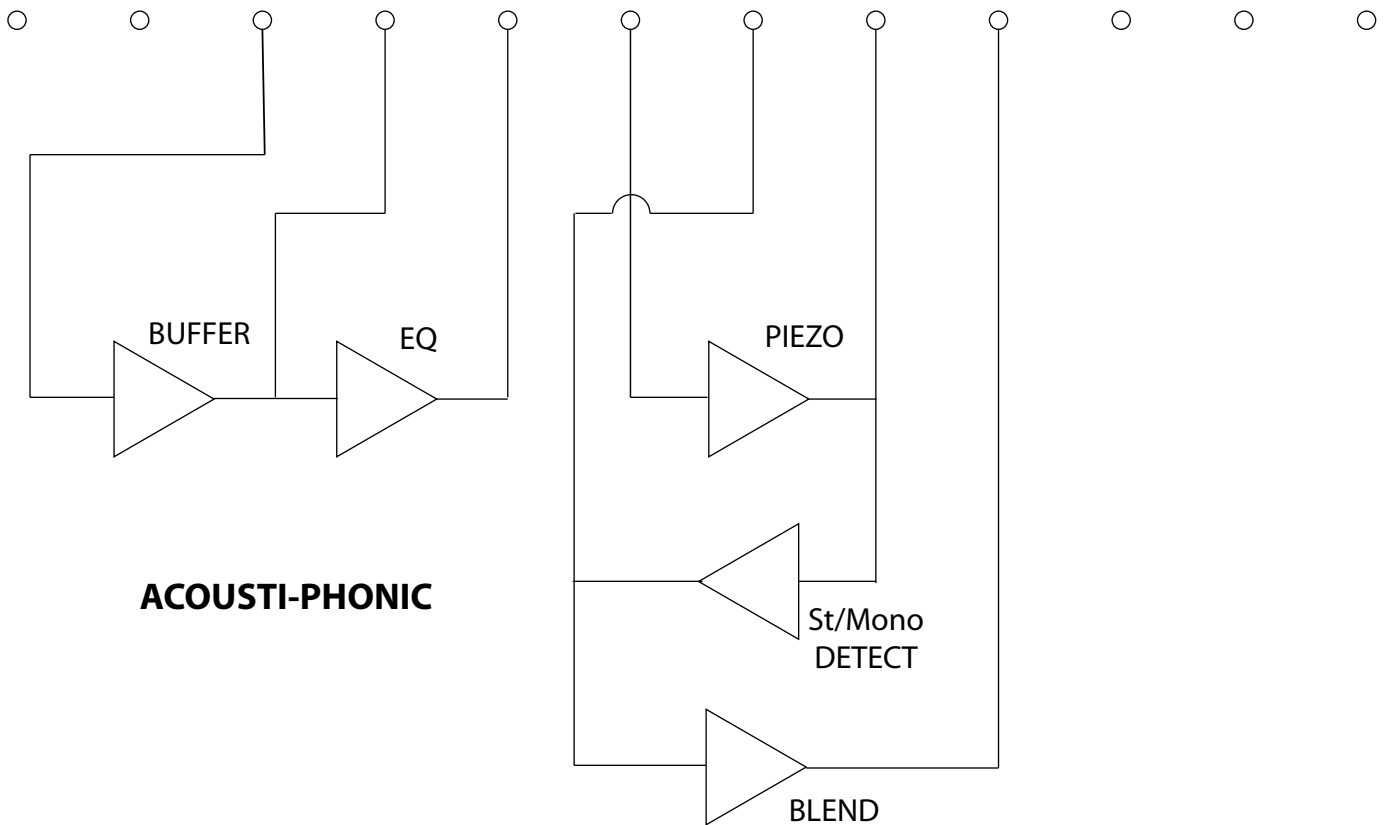 BUFFER
EQ
PIEZO
ACOUSTI-PHONIC
St/Mono
DETECT
BLEND